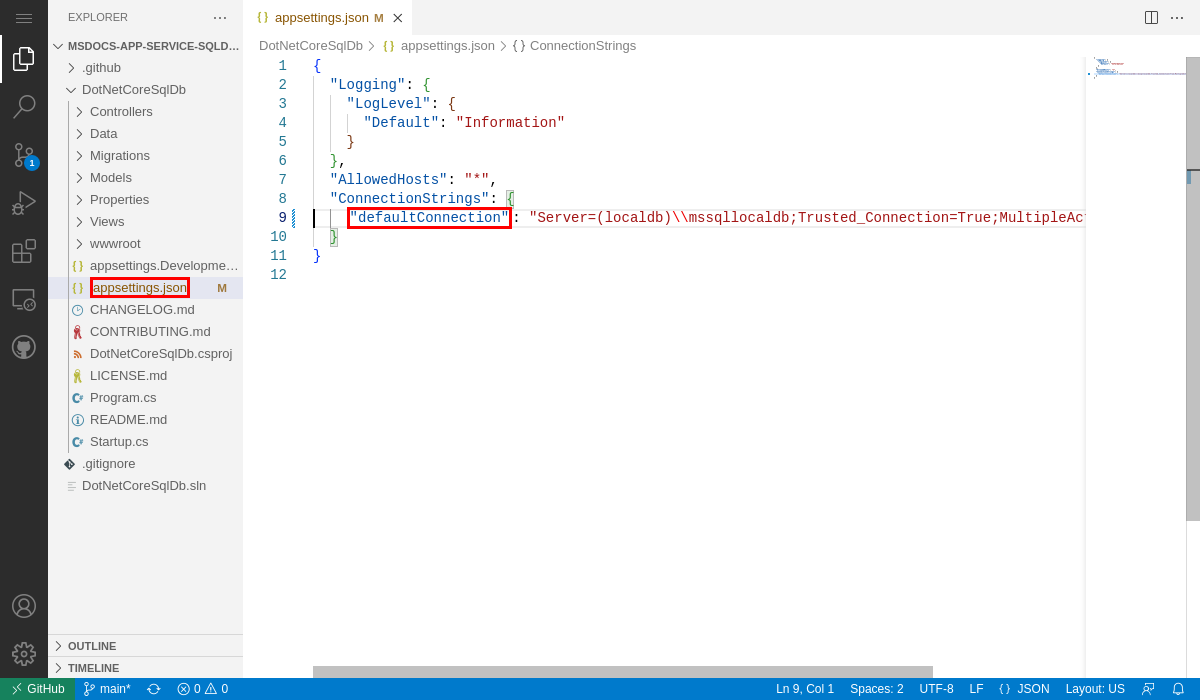 EXPLORER
MSDOCS-APP-SERVICE-SQLD...
.github
DotNetCoreSqlDb
Controllers
Data
Migrations
Models
Properties
Views
wwwroot
{ } appsettings.Developme...
{ } appsettings.json M
CHANGELOG.md
CONTRIBUTING.md
DotNetCoreSqlDb.csproj
LICENSE.md
C# Program.cs
README.md
C# Startup.cs
.gitignore
DotNetCoreSqlDb.sln
OUTLINE
TIMELINE
1
{ } appsettings.json M
DotNetCoreSqlDb > { } appsettings.json > { } ConnectionStrings
1 {
2 "Logging": {
3 "LogLevel": {
4 "Default": "Information"
5 }
6 },
7 "AllowedHosts": "*",
8 "ConnectionStrings": {
9 "defaultConnection": "Server=(localdb)\\mssqllocaldb;Trusted_Connection=True;MultipleAc
10 }
11 }
12
GitHub main* 0 0 Ln 9, Col 1 Spaces: 2 UTF-8 LF { } JSON Layout: US